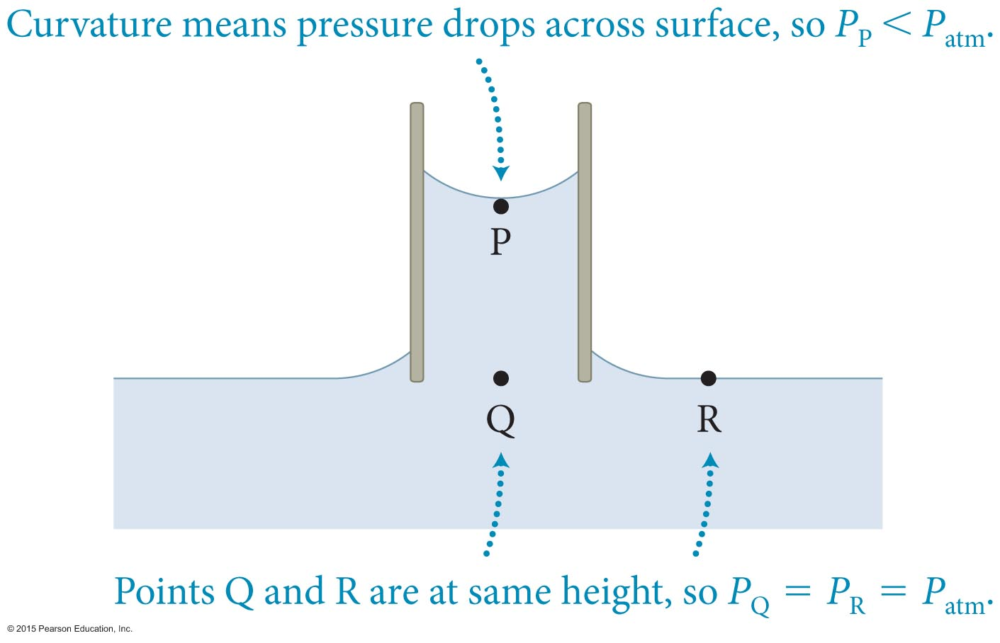 Curvature means pressure drops across surface, so P_P < P_atm.
P
Q
R
Points Q and R are at same height, so P_Q = P_R = P_atm.
© 2015 Pearson Education, Inc.